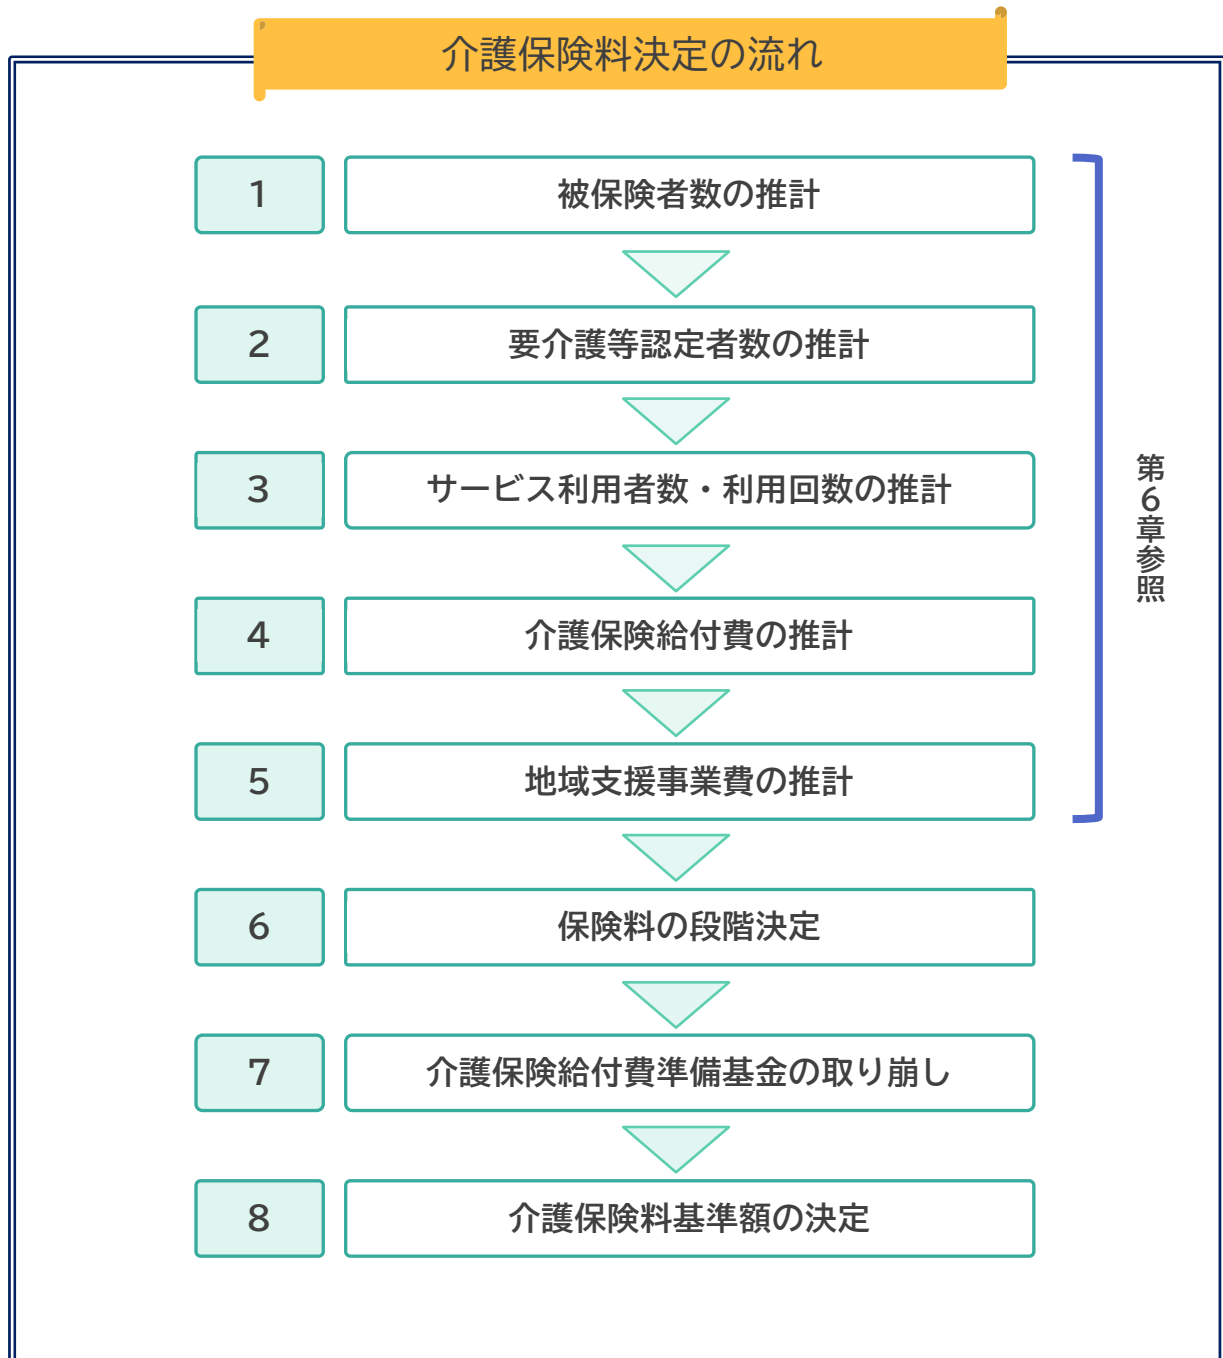 介護保険料決定の流れ
1
被保険者数の推計
2
要介護等認定者数の推計
3
サービス利用者数・利用回数の推計
4
介護保険給付費の推計
5
地域支援事業費の推計
第6章参照
6
保険料の段階決定
7
介護保険給付費準備基金の取り崩し
8
介護保険料基準額の決定